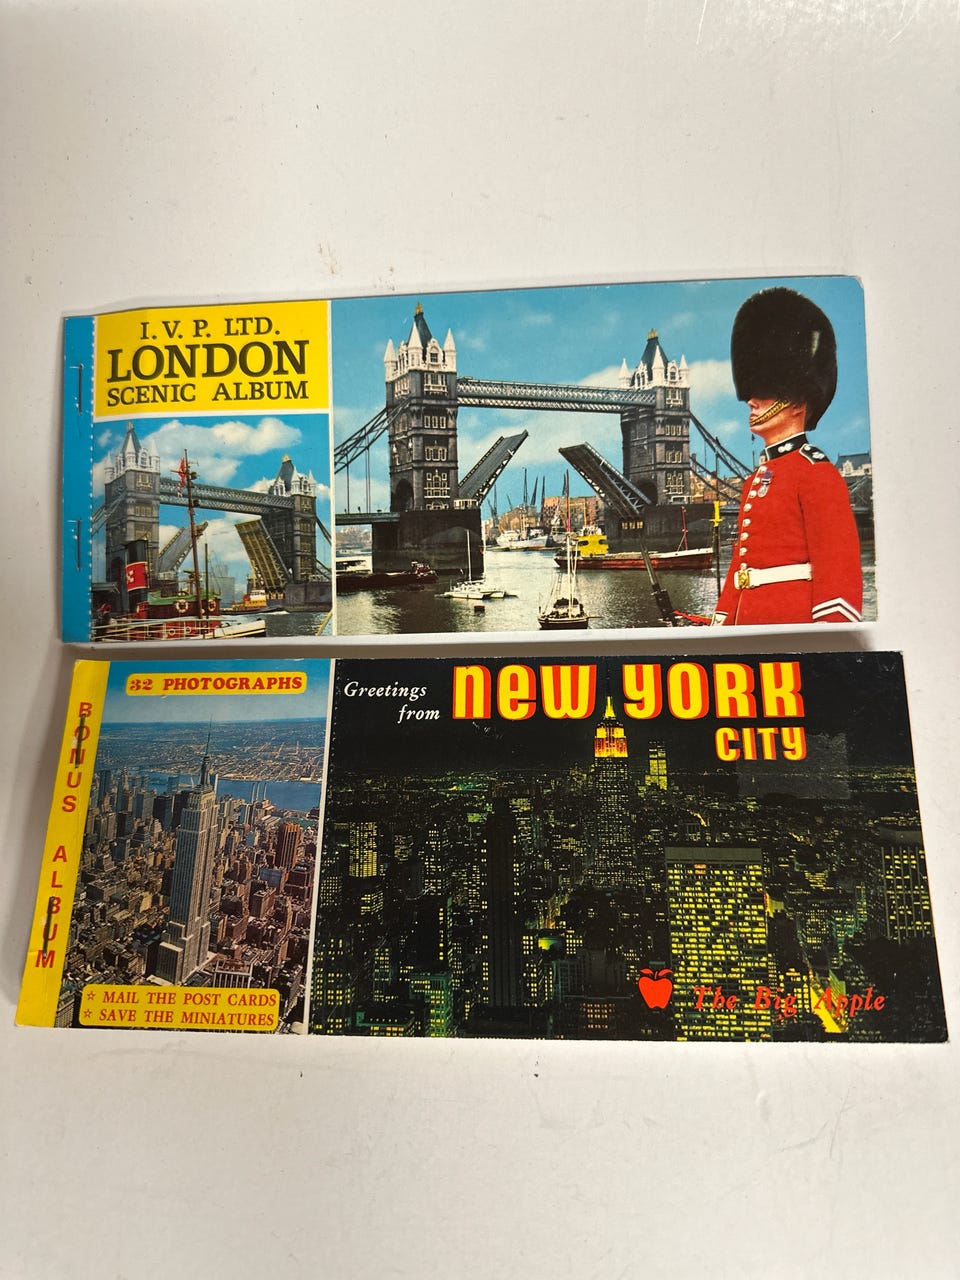 I. V. P. LTD.
LONDON
SCENIC ALBUM
BONUS ALBUM
32 PHOTOGRAPHS
☆ MAIL THE POST CARDS
☆ SAVE THE MINIATURES
Greetings
from
new york
city
The Big Apple